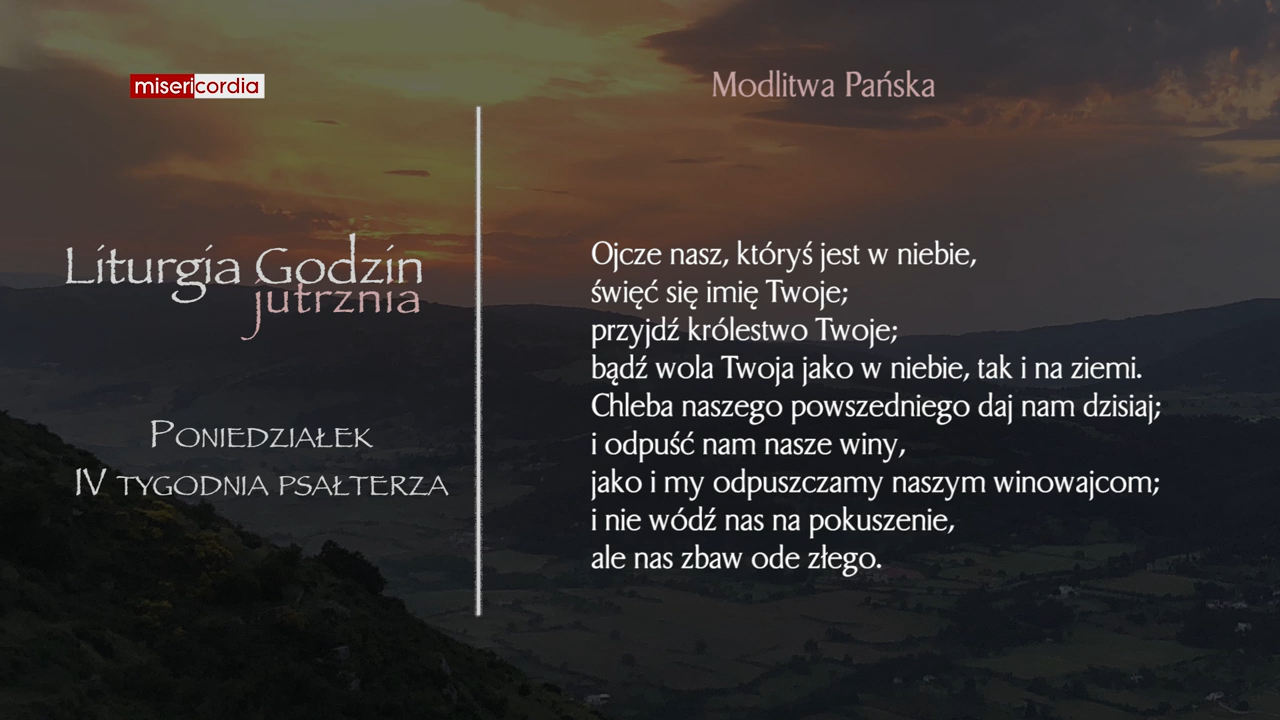 misericordia
Liturgia Godzin
jutrznia
Poniedziałek
IV tygodnia psałterza
Modlitwa Pańska
Ojcze nasz, któryś jest w niebie,
święć się imię Twoje;
przyjdź królestwo Twoje;
bądź wola Twoja jako w niebie, tak i na ziemi.
Chleba naszego powszedniego daj nam dzisiaj;
i odpuść nam nasze winy,
jako i my odpuszczamy naszym winowajcom;
i nie wódź nas na pokuszenie,
ale nas zbaw ode złego.